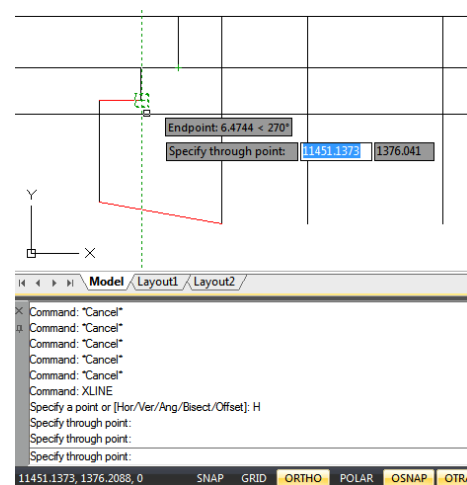 Endpoint: 6.4744 < 270°
Specify through point: 11451.1373 1376.041
Y
X
Model Layout1 Layout2
Command: *Cancel*
Command: *Cancel*
Command: *Cancel*
Command: *Cancel*
Command: *Cancel*
Command: XLINE
Specify a point or [Hor/Ver/Ang/Bisect/Offset]: H
Specify through point:
Specify through point:
Specify through point:
11451.1373, 1376.2088, 0 SNAP GRID ORTHO POLAR OSNAP OTRA